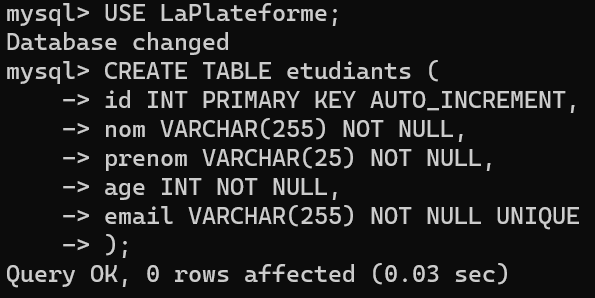 mysql> USE LaPlateforme;
Database changed
mysql> CREATE TABLE etudiants (
    -> id INT PRIMARY KEY AUTO_INCREMENT,
    -> nom VARCHAR(255) NOT NULL,
    -> prenom VARCHAR(25) NOT NULL,
    -> age INT NOT NULL,
    -> email VARCHAR(255) NOT NULL UNIQUE
    -> );
Query OK, 0 rows affected (0.03 sec)